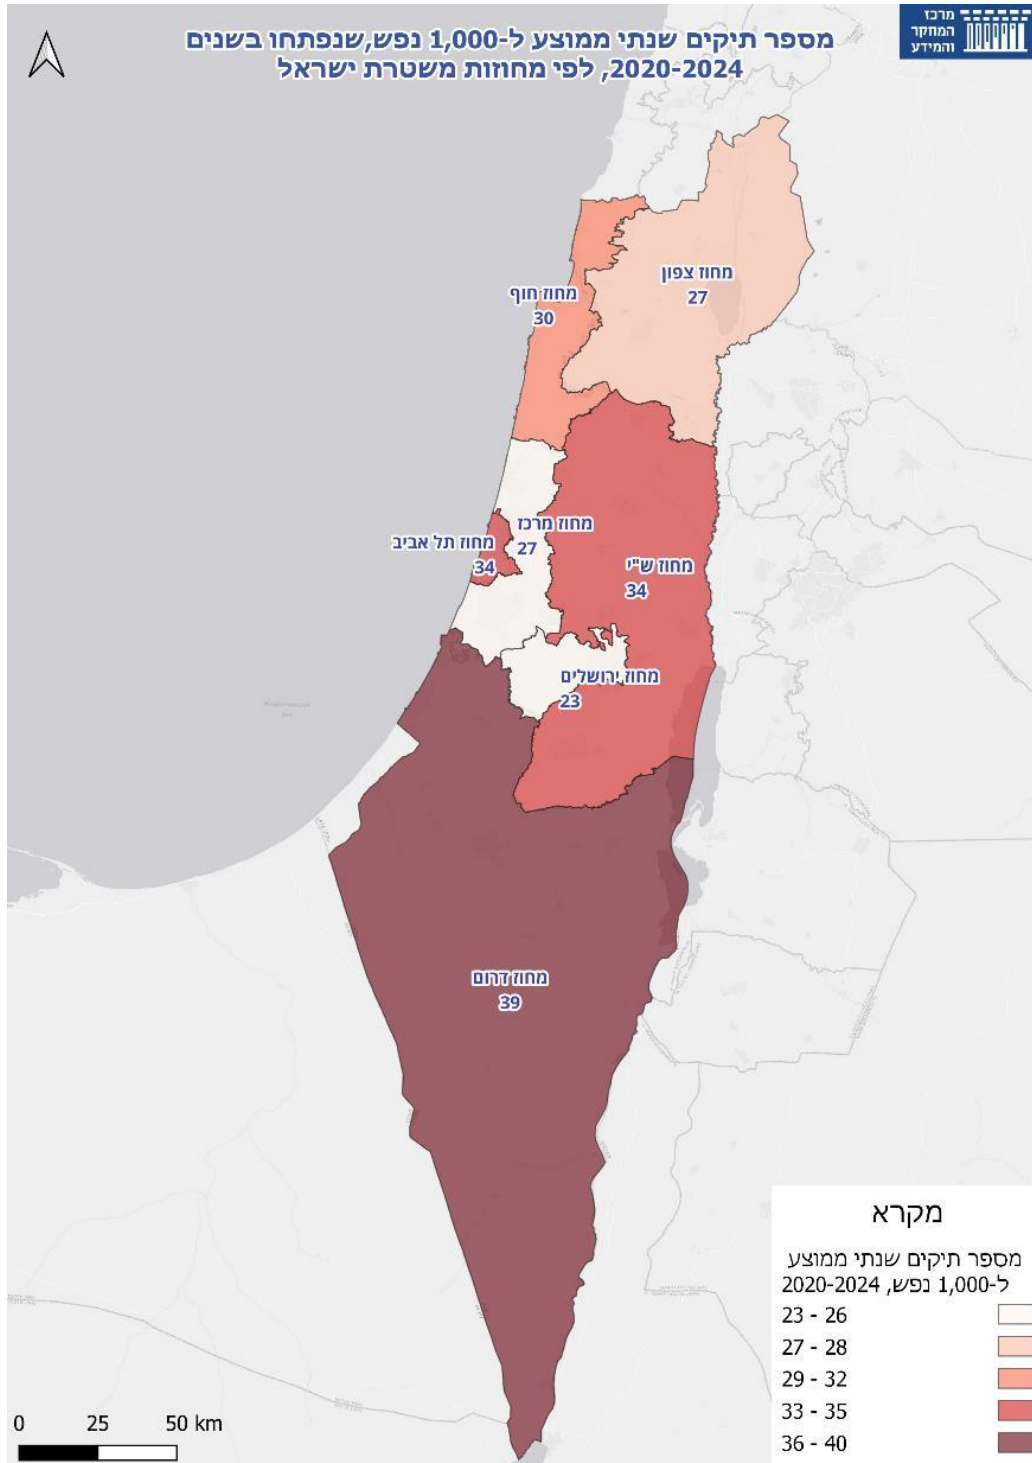 מרכז
המחקר
והמידע
מספר תיקים שנתי ממוצע ל-1,000 נפש,שנפתחו בשנים
2020-2024, לפי מחוזות משטרת ישראל
מחוז צפון
27
מחוז חוף
30
מחוז מרכז
27
מחוז תל אביב
34
מחוז ש"י
34
מחוז ירושלים
23
מחוז דרום
39
מקרא
מספר תיקים שנתי ממוצע
ל-1,000 נפש, 2020-2024
23 - 26
27 - 28
29 - 32
33 - 35
36 - 40
0 25 50 km